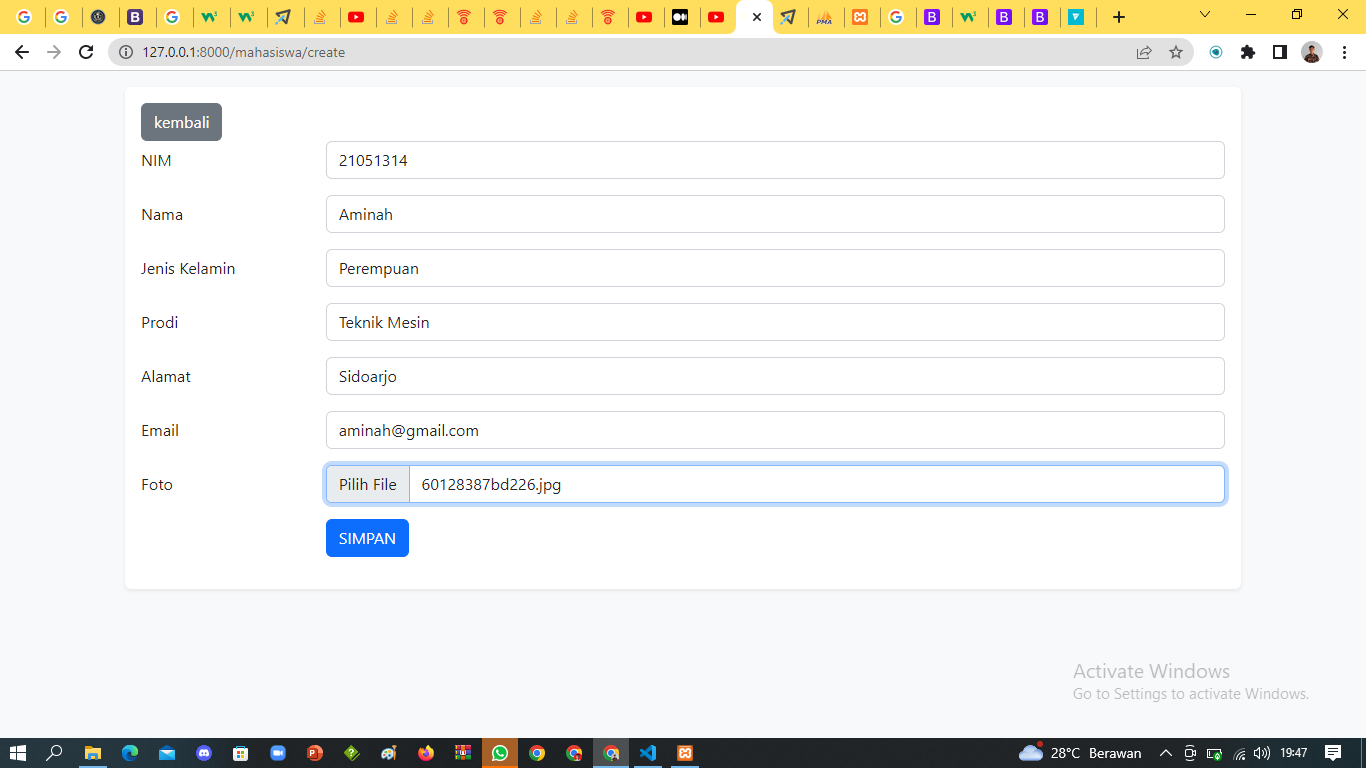 127.0.0.1:8000/mahasiswa/create
kembali
NIM 21051314
Nama Aminah
Jenis Kelamin Perempuan
Prodi Teknik Mesin
Alamat Sidoarjo
Email aminah@gmail.com
Foto Pilih File 60128387bd226.jpg
SIMPAN
Activate Windows
Go to Settings to activate Windows.
28°C Berawan 19:47